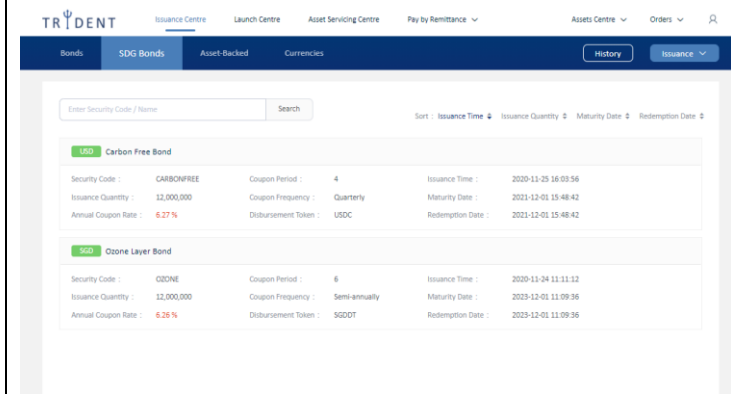 TRIDENT Issuance Centre Launch Centre Asset Servicing Centre Pay by Remittance Assets Centre Orders
Bonds SDG Bonds Asset-Backed Currencies History Issuance
Enter Security Code / Name Search
Sort : Issuance Time Issuance Quantity Maturity Date Redemption Date
USD Carbon Free Bond
Security Code : CARBONFREE Coupon Period : 4 Issuance Time : 2020-11-25 16:03:56
Issuance Quantity : 12,000,000 Coupon Frequency : Quarterly Maturity Date : 2021-12-01 15:48:42
Annual Coupon Rate : 6.27 % Disbursement Token : USDC Redemption Date : 2021-12-01 15:48:42
SGD Ozone Layer Bond
Security Code : OZONE Coupon Period : 6 Issuance Time : 2020-11-24 11:11:12
Issuance Quantity : 12,000,000 Coupon Frequency : Semi-annually Maturity Date : 2023-12-01 11:09:36
Annual Coupon Rate : 6.26 % Disbursement Token : SGDDT Redemption Date : 2023-12-01 11:09:36